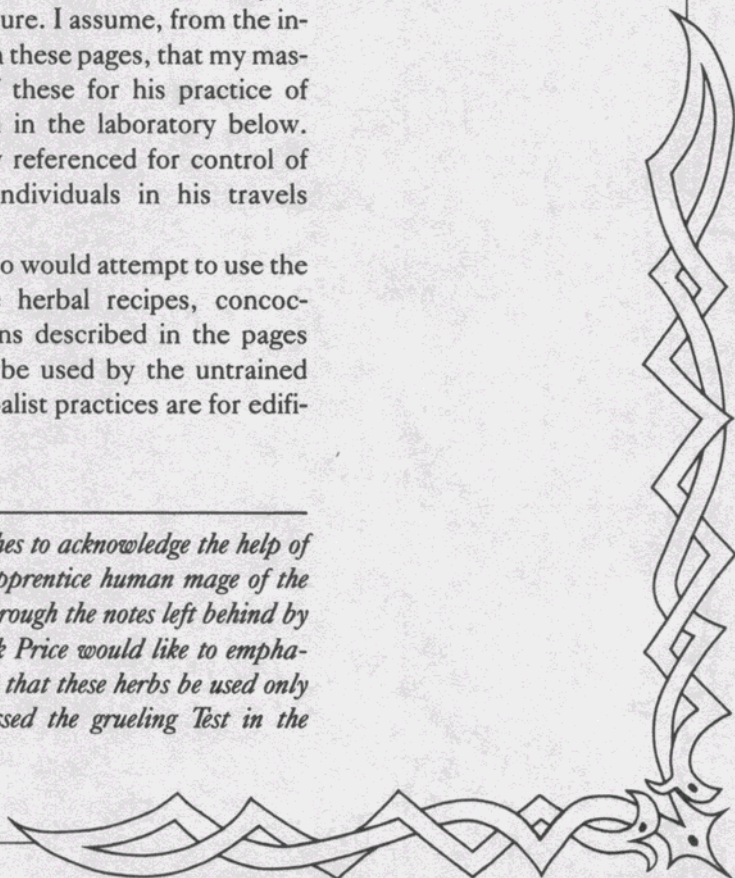 ure. I assume, from the in-
these pages, that my mas-
these for his practice of
in the laboratory below.
referenced for control of
ndividuals in his travels
o would attempt to use the
herbal recipes, concoc-
ns described in the pages
be used by the untrained
alist practices are for edifi-
hes to acknowledge the help of
pprentice human mage of the
rough the notes left behind by
k Price would like to empha-
that these herbs be used only
ssed the grueling Test in the